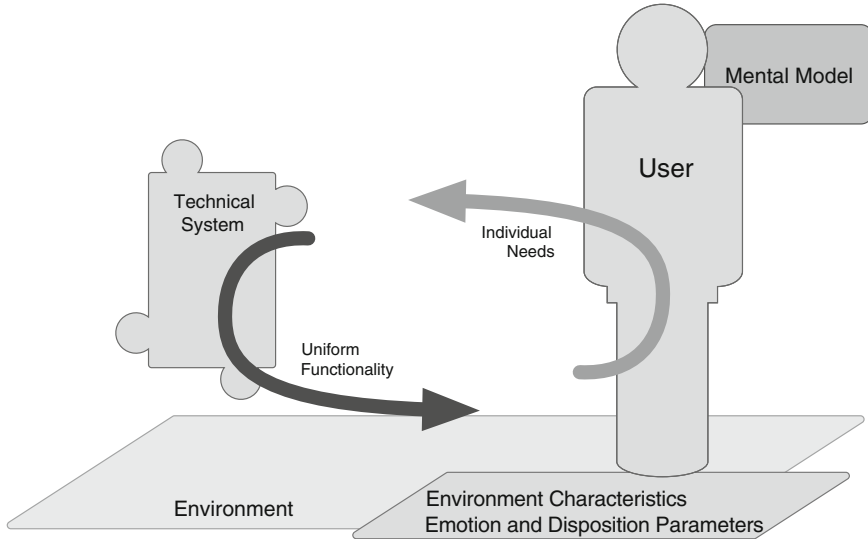 Mental Model
User
Technical
System
Individual
Needs
Uniform
Functionality
Environment
Environment Characteristics
Emotion and Disposition Parameters